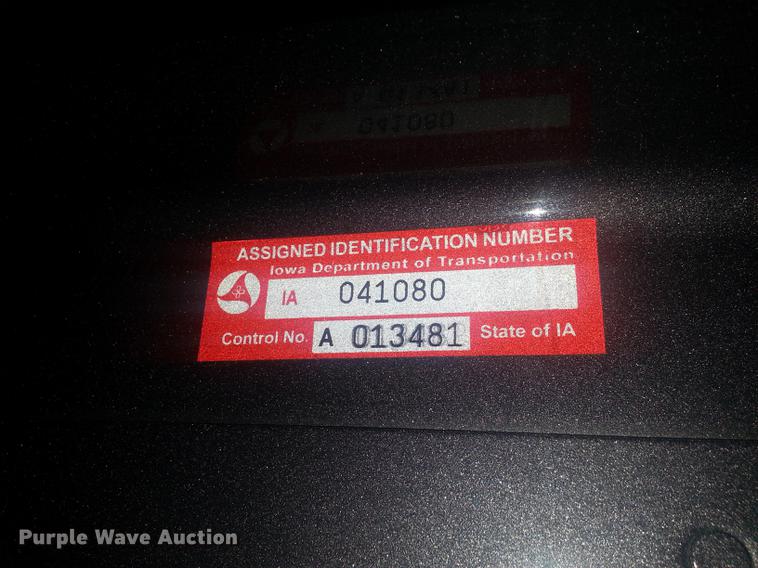 ASSIGNED IDENTIFICATION NUMBER
Iowa Department of Transportation
IA 041080
Control No. A 013481 State of IA
Purple Wave Auction